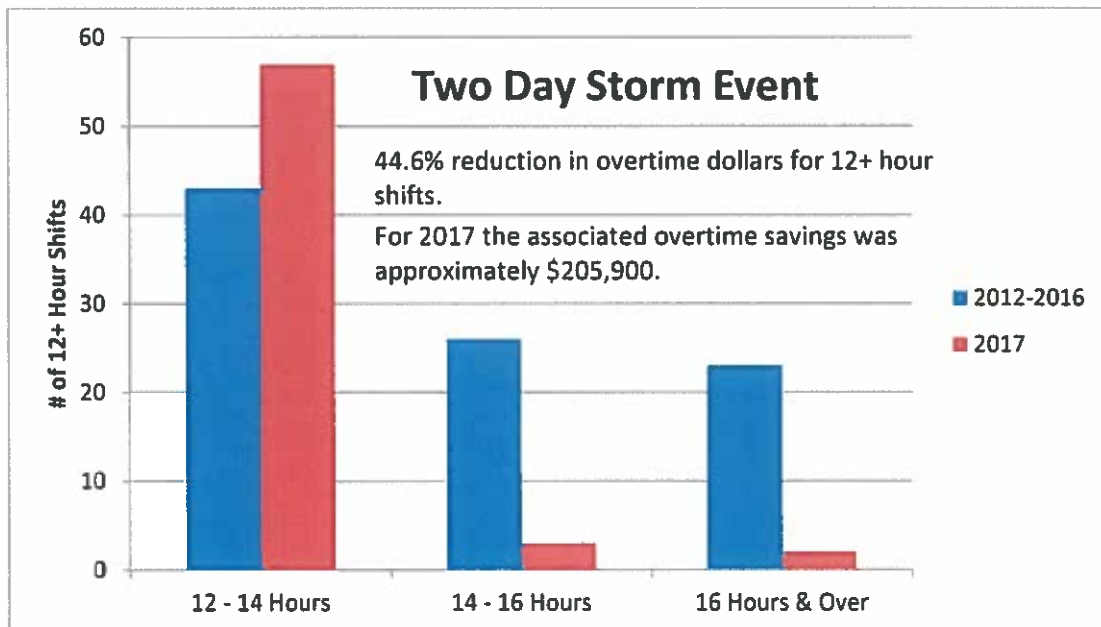 Two Day Storm Event
44.6% reduction in overtime dollars for 12+ hour
shifts.
For 2017 the associated overtime savings was
approximately $205,900.
# of 12+ Hour Shifts
60
50
40
30
20
10
0
12 - 14 Hours
14 - 16 Hours
16 Hours & Over
2012-2016
2017